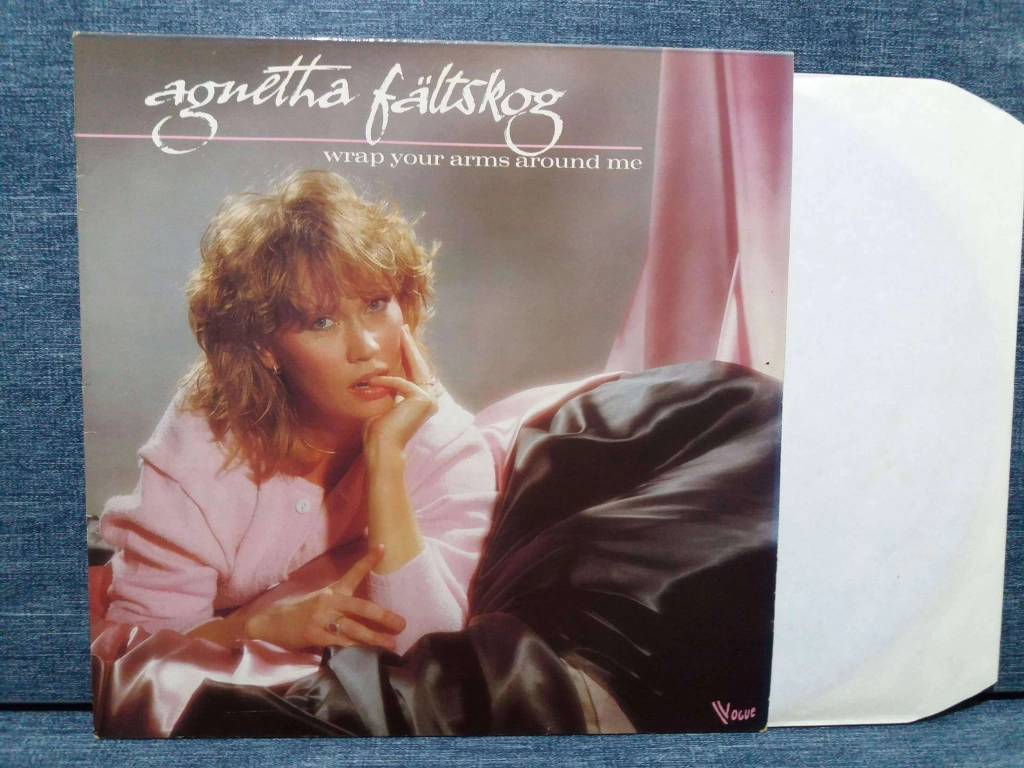 agnetha fältskog
wrap your arms around me
Vogue